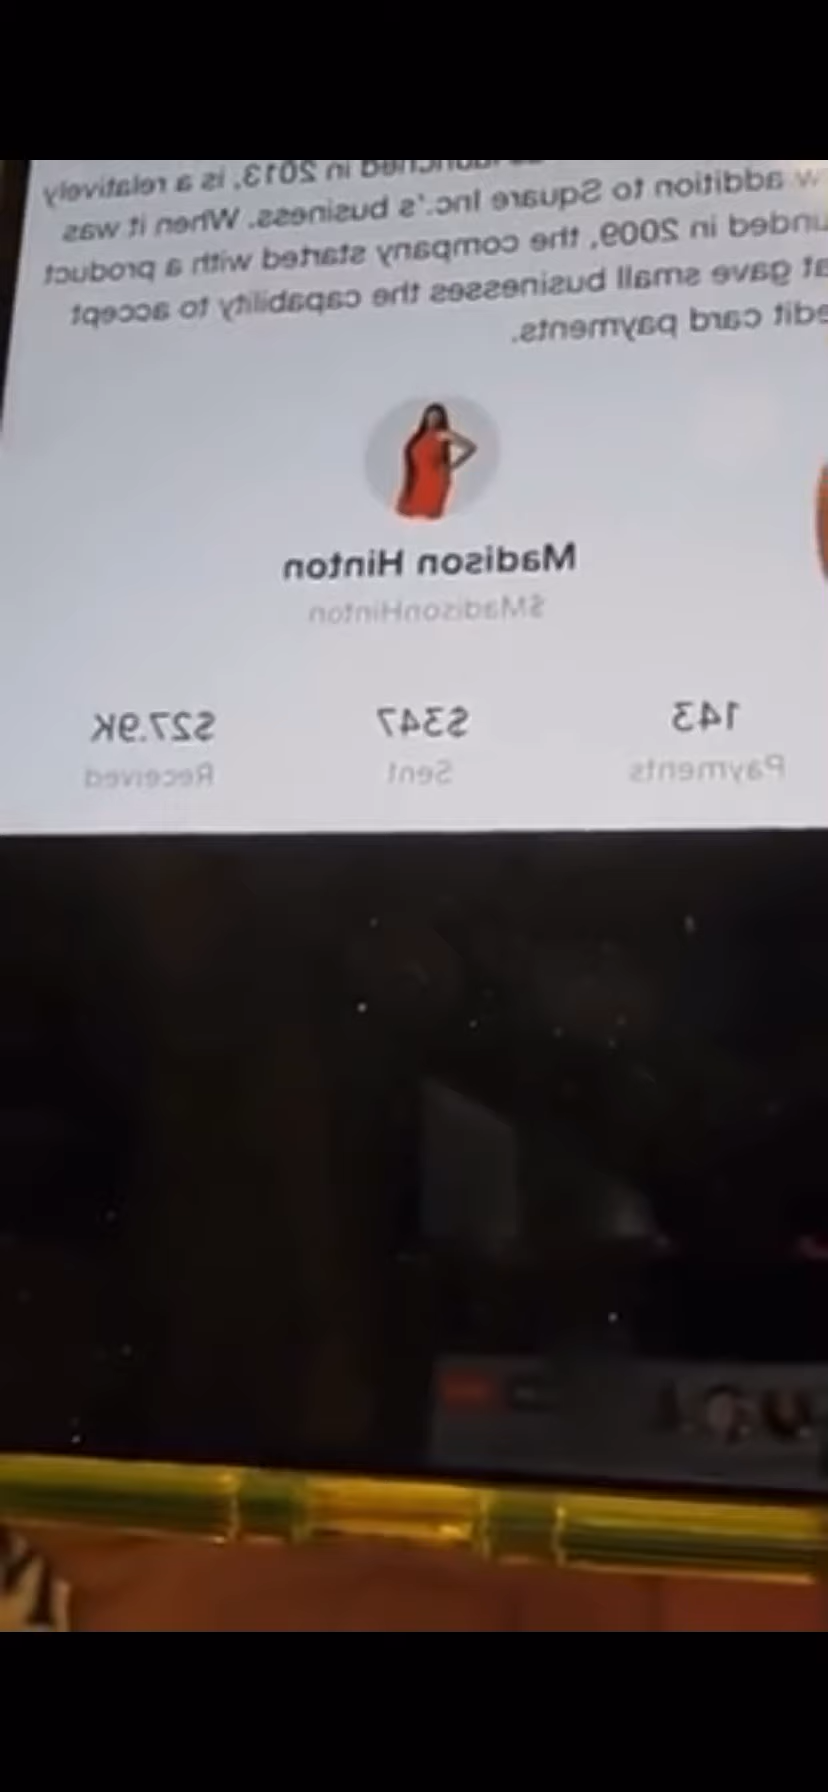 launched in 2013, is a relatively
w addition to Square Inc.'s business. When it was
unded in 2009, the company started with a product
at gave small businesses the capability to accept
edit card payments.
Madison Hinton
$MadisonHinton
143 $347 $27.9K
Payments Sent Received